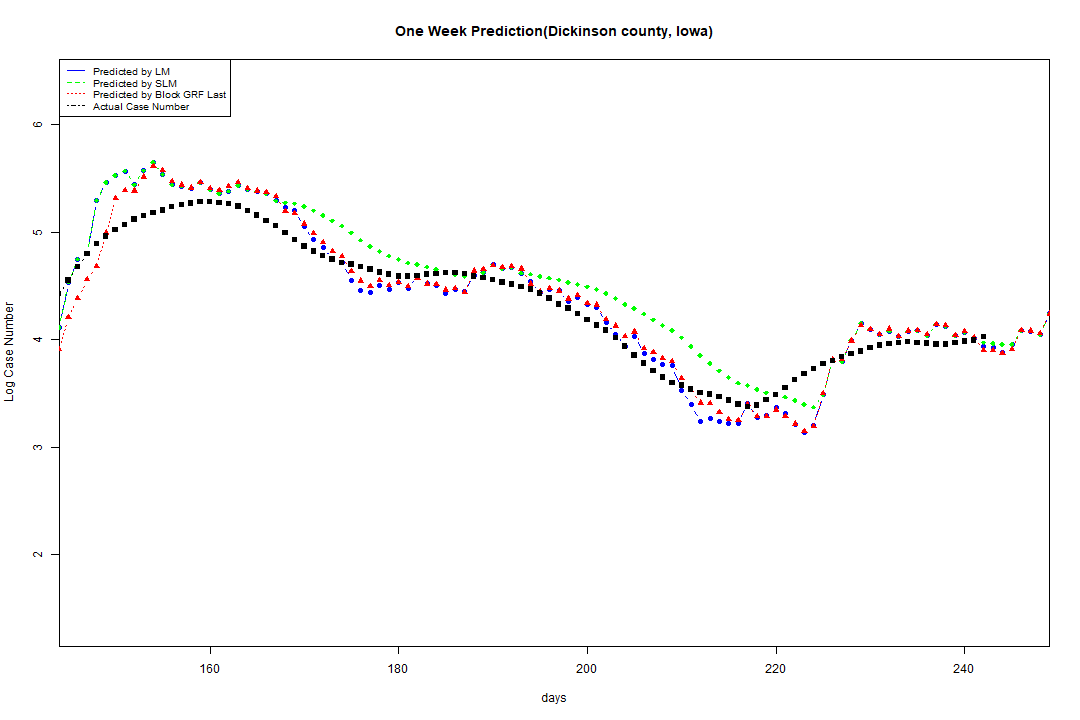 One Week Prediction(Dickinson county, Iowa)
Predicted by LM
Predicted by SLM
Predicted by Block GRF Last
Actual Case Number
6
5
4
3
2
Log Case Number
160 180 200 220 240
days